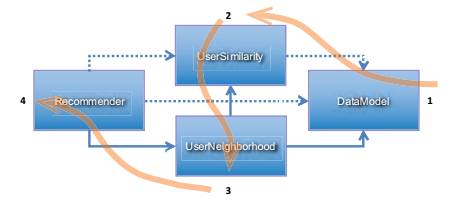 2
UserSimilarity
4
Recommender
DataModel
1
UserNeighborhood
3